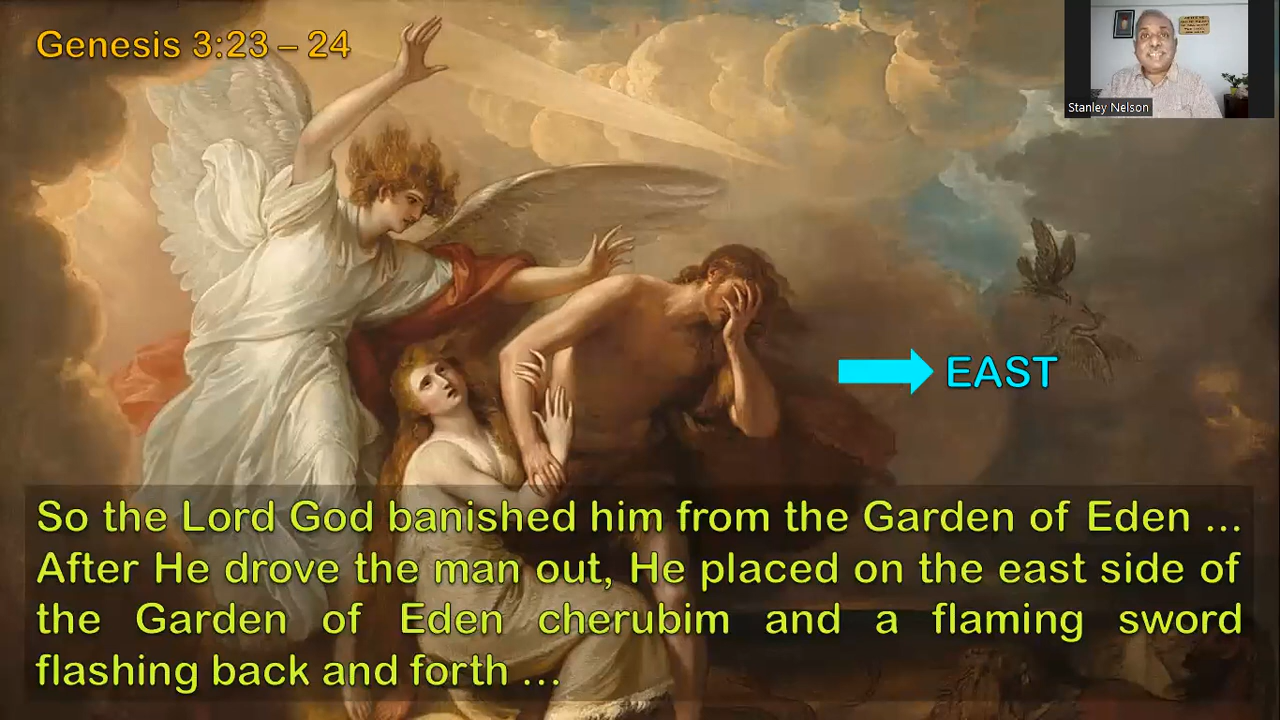 Genesis 3:23 – 24
Stanley Nelson
EAST
So the Lord God banished him from the Garden of Eden ...
After He drove the man out, He placed on the east side of
the Garden of Eden cherubim and a flaming sword
flashing back and forth ...